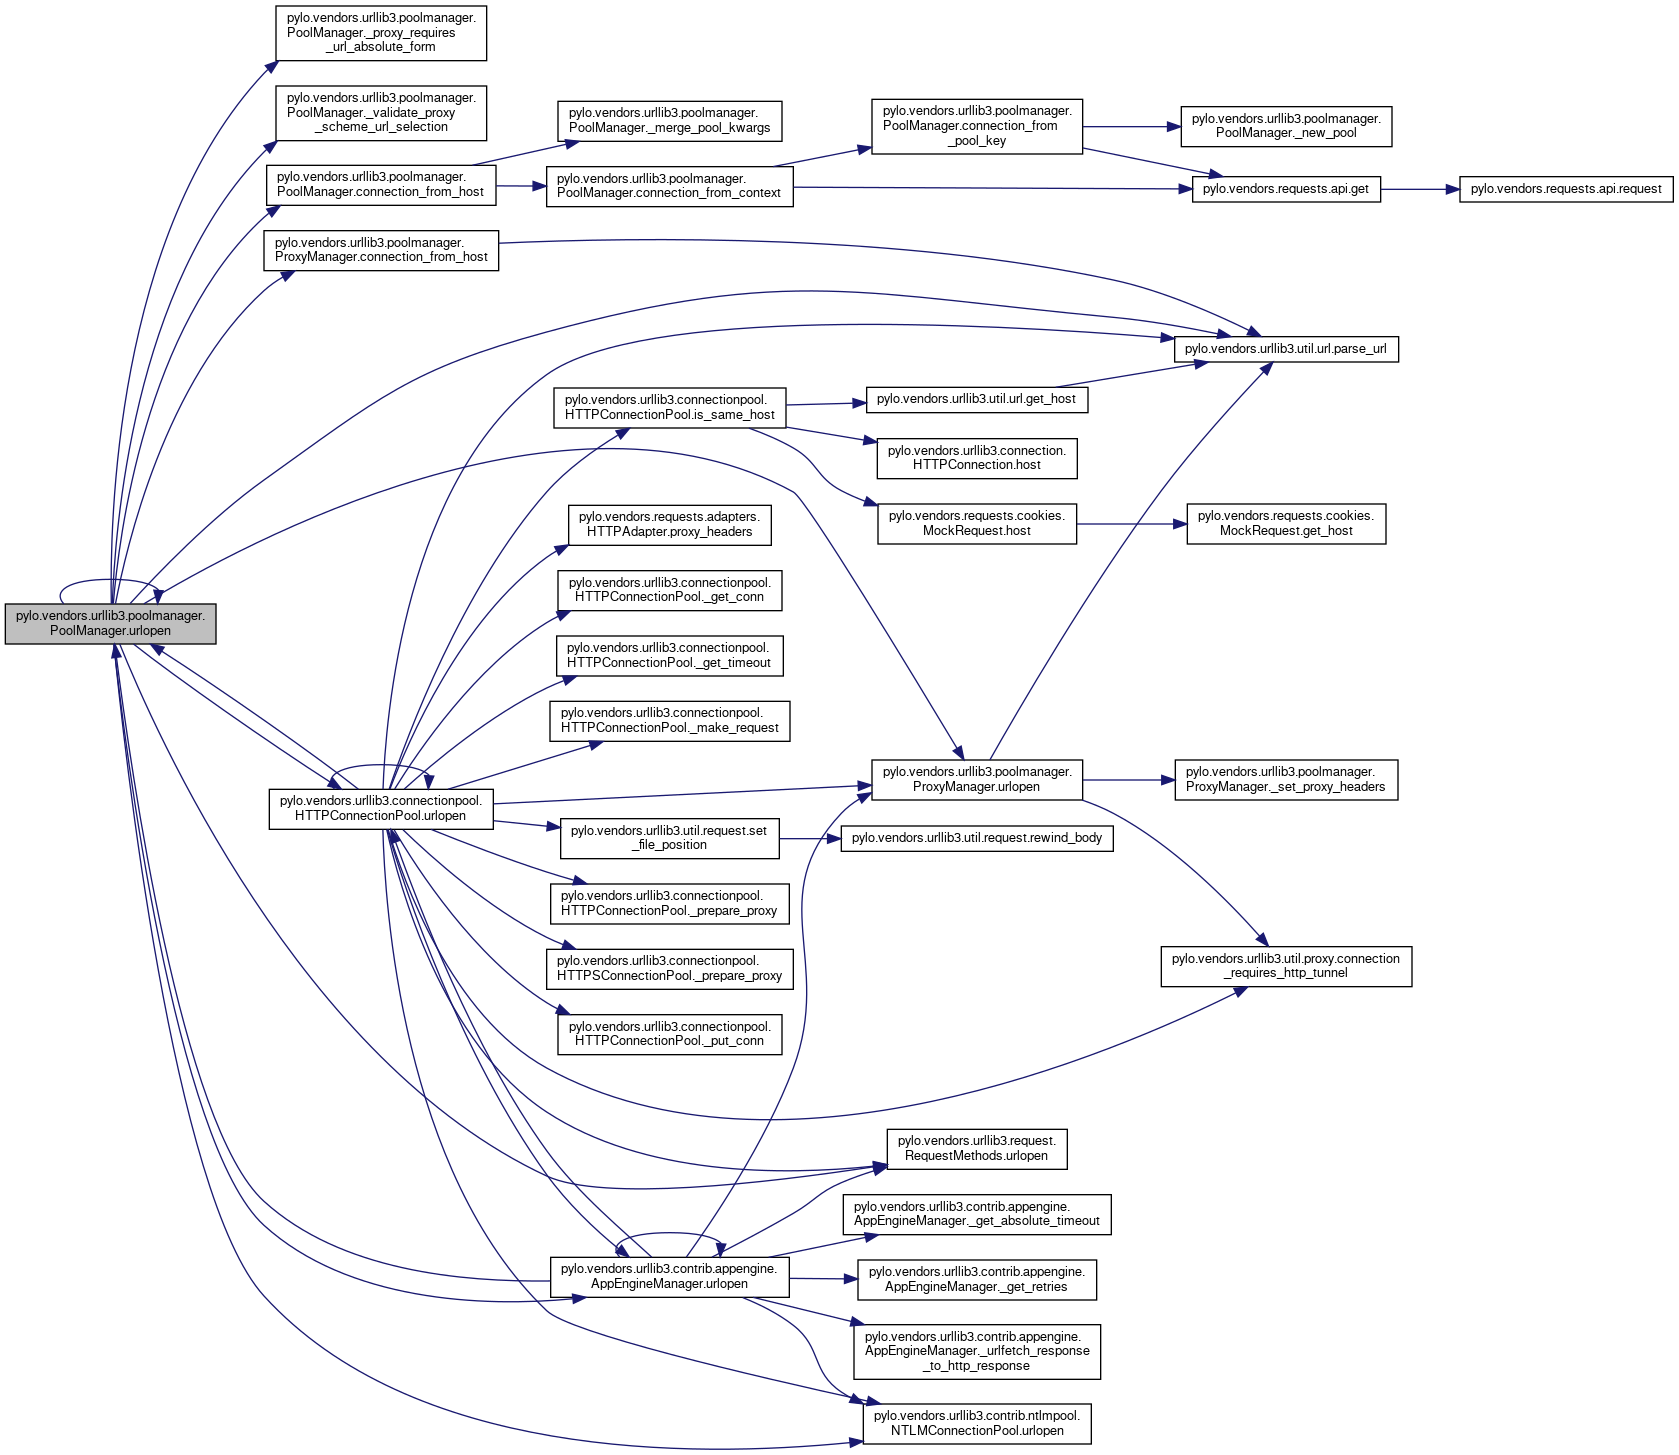 pylo.vendors.urllib3.poolmanager.
PoolManager._proxy_requires
_url_absolute_form
pylo.vendors.urllib3.poolmanager.
PoolManager._validate_proxy
_scheme_url_selection
pylo.vendors.urllib3.poolmanager.
PoolManager._merge_pool_kwargs
pylo.vendors.urllib3.poolmanager.
PoolManager.connection_from
_pool_key
pylo.vendors.urllib3.poolmanager.
PoolManager._new_pool
pylo.vendors.urllib3.poolmanager.
PoolManager.connection_from_host
pylo.vendors.urllib3.poolmanager.
PoolManager.connection_from_context
pylo.vendors.requests.api.get
pylo.vendors.requests.api.request
pylo.vendors.urllib3.poolmanager.
ProxyManager.connection_from_host
pylo.vendors.urllib3.util.url.parse_url
pylo.vendors.urllib3.connectionpool.
HTTPConnectionPool.is_same_host
pylo.vendors.urllib3.util.url.get_host
pylo.vendors.urllib3.connection.
HTTPConnection.host
pylo.vendors.requests.adapters.
HTTPAdapter.proxy_headers
pylo.vendors.requests.cookies.
MockRequest.host
pylo.vendors.requests.cookies.
MockRequest.get_host
pylo.vendors.urllib3.connectionpool.
HTTPConnectionPool._get_conn
pylo.vendors.urllib3.poolmanager.
PoolManager.urlopen
pylo.vendors.urllib3.connectionpool.
HTTPConnectionPool._get_timeout
pylo.vendors.urllib3.connectionpool.
HTTPConnectionPool._make_request
pylo.vendors.urllib3.poolmanager.
ProxyManager.urlopen
pylo.vendors.urllib3.poolmanager.
ProxyManager._set_proxy_headers
pylo.vendors.urllib3.connectionpool.
HTTPConnectionPool.urlopen
pylo.vendors.urllib3.util.request.set
_file_position
pylo.vendors.urllib3.util.request.rewind_body
pylo.vendors.urllib3.connectionpool.
HTTPConnectionPool._prepare_proxy
pylo.vendors.urllib3.connectionpool.
HTTPSConnectionPool._prepare_proxy
pylo.vendors.urllib3.util.proxy.connection
_requires_http_tunnel
pylo.vendors.urllib3.connectionpool.
HTTPConnectionPool._put_conn
pylo.vendors.urllib3.request.
RequestMethods.urlopen
pylo.vendors.urllib3.contrib.appengine.
AppEngineManager._get_absolute_timeout
pylo.vendors.urllib3.contrib.appengine.
AppEngineManager.urlopen
pylo.vendors.urllib3.contrib.appengine.
AppEngineManager._get_retries
pylo.vendors.urllib3.contrib.appengine.
AppEngineManager._urlfetch_response
_to_http_response
pylo.vendors.urllib3.contrib.ntlmpool.
NTLMConnectionPool.urlopen